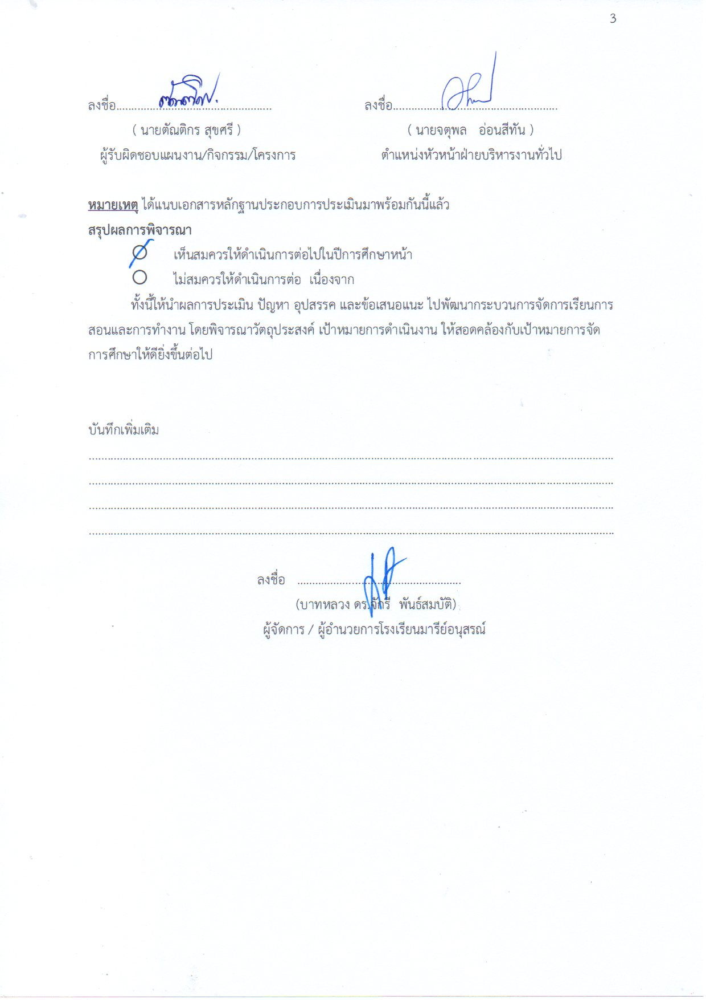 3
ลงชื่อ.................................................... ลงชื่อ.......................................................
( นายตัณติกร สุขศรี ) ( นายจตุพล อ่อนสีทัน )
ผู้รับผิดชอบแผนงาน/กิจกรรม/โครงการ ตำแหน่งหัวหน้าฝ่ายบริหารงานทั่วไป
หมายเหตุ ได้แนบเอกสารหลักฐานประกอบการประเมินมาพร้อมกันนี้แล้ว
สรุปผลการพิจารณา
เห็นสมควรให้ดำเนินการต่อไปในปีการศึกษาหน้า
ไม่สมควรให้ดำเนินการต่อ เนื่องจาก
ทั้งนี้ให้นำผลการประเมิน ปัญหา อุปสรรค และข้อเสนอแนะ ไปพัฒนากระบวนการจัดการเรียนการ
สอนและการทำงาน โดยพิจารณาวัตถุประสงค์ เป้าหมายการดำเนินงาน ให้สอดคล้องกับเป้าหมายการจัด
การศึกษาให้ดียิ่งขึ้นต่อไป
บันทึกเพิ่มเติม
ลงชื่อ .......................................................
(บาทหลวง ดร.จักรี พันธ์สมบัติ)
ผู้จัดการ / ผู้อำนวยการโรงเรียนมารีย์อนุสรณ์